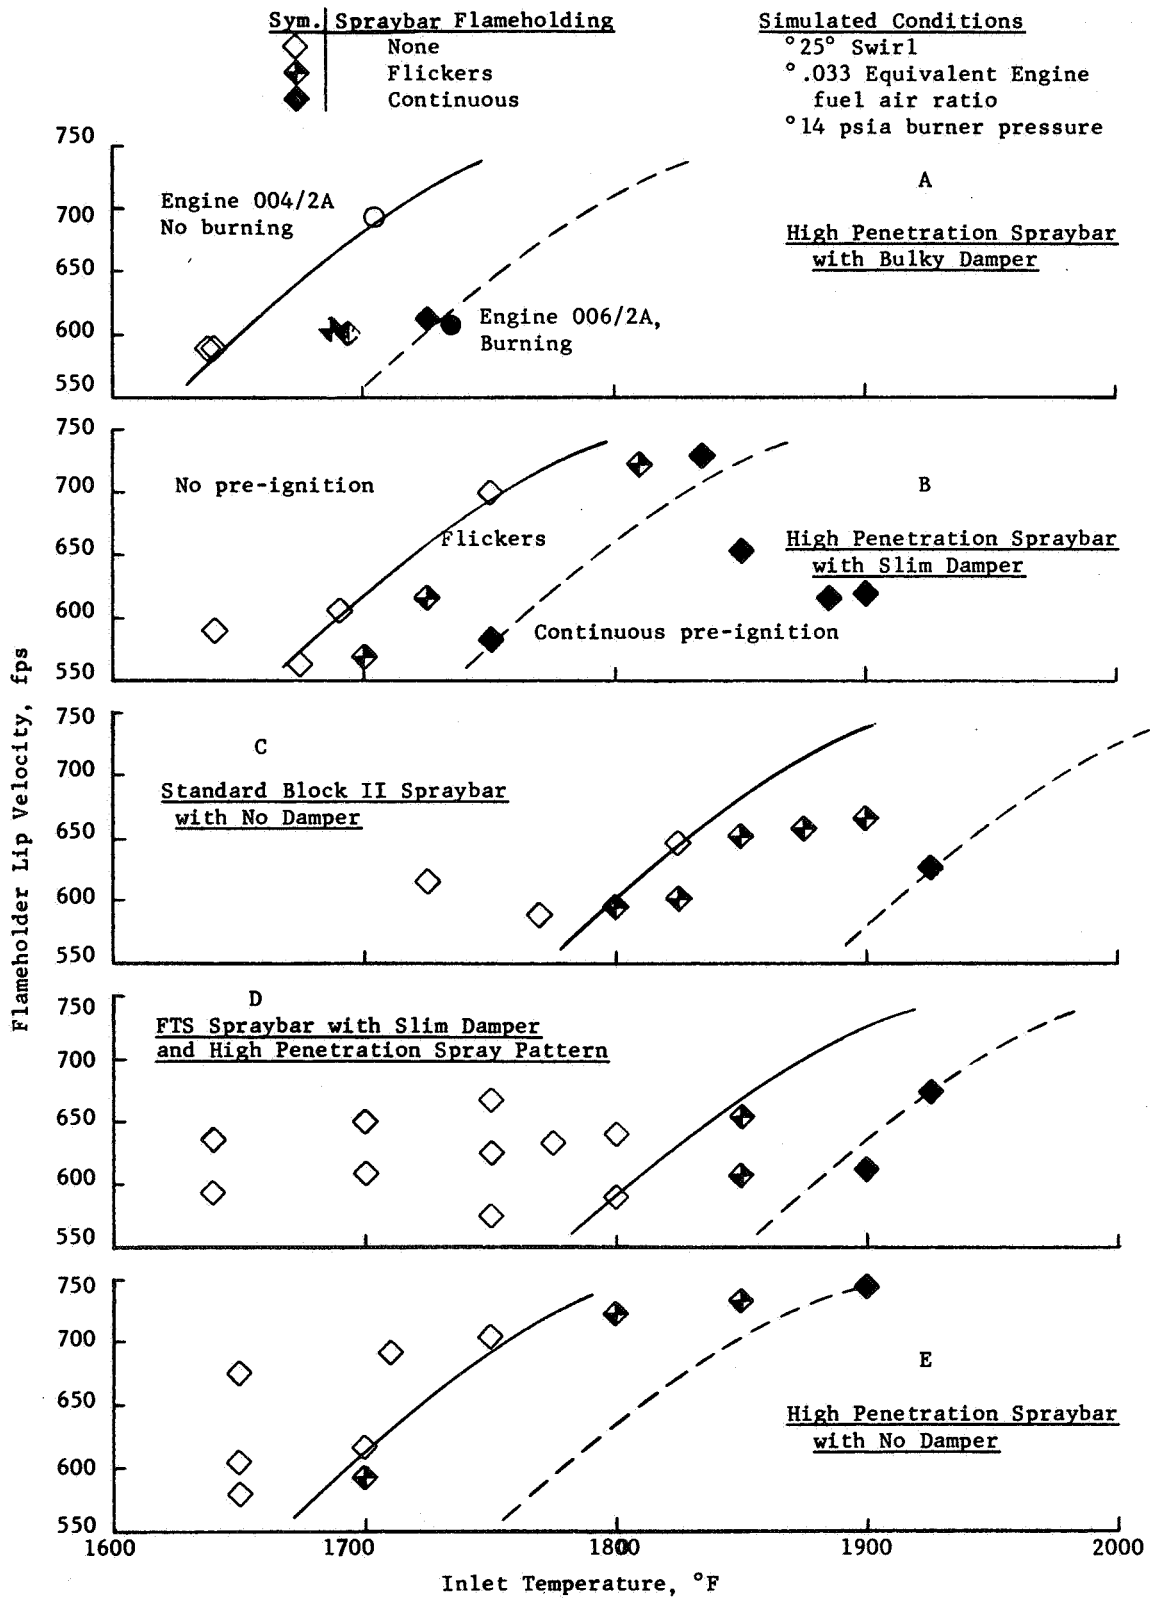 Sym. Spraybar Flameholding
None
Flickers
Continuous
Simulated Conditions
°25° Swirl
°.033 Equivalent Engine
fuel air ratio
°14 psia burner pressure
Flameholder Lip Velocity, fps
750
700
650
600
550
Engine 004/2A
No burning
Engine 006/2A,
Burning
A
High Penetration Spraybar
with Bulky Damper
750
700
650
600
550
No pre-ignition
Flickers
Continuous pre-ignition
B
High Penetration Spraybar
with Slim Damper
750
700
650
600
550
C
Standard Block II Spraybar
with No Damper
750
700
650
600
550
D
FTS Spraybar with Slim Damper
and High Penetration Spray Pattern
750
700
650
600
550
E
High Penetration Spraybar
with No Damper
1600 1700 1800 1900 2000
Inlet Temperature, °F